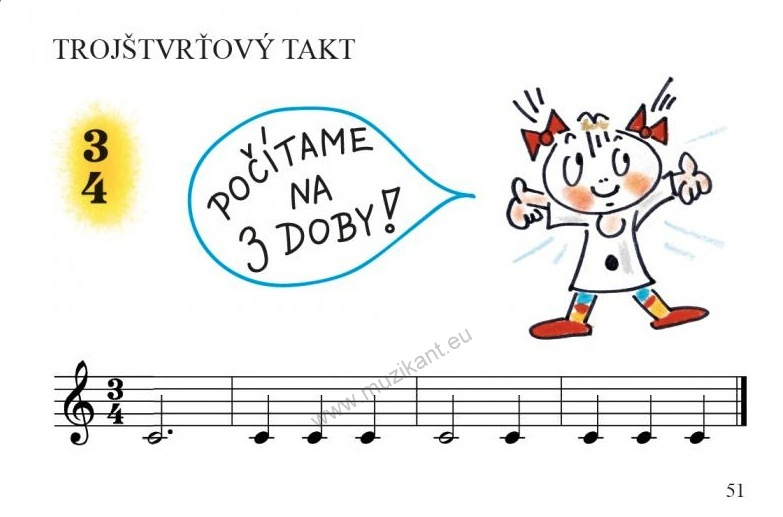 TROJŠTVRŤOVÝ TAKT
3
4
POČÍTAME
NA
3 DOBY!
www.muzikant.eu
3
4
51